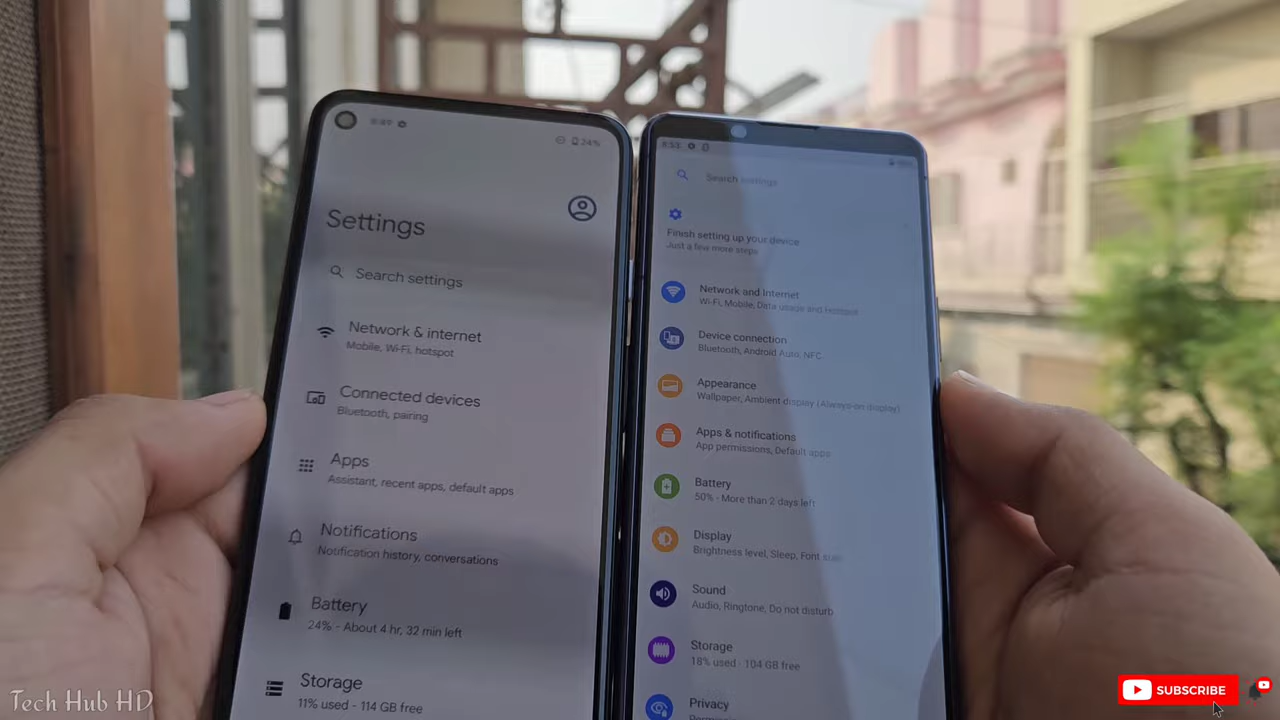 24%
Settings
Search settings
Network & internet
Mobile, Wi-Fi, hotspot
Connected devices
Bluetooth, pairing
Apps
Assistant, recent apps, default apps
Notifications
Notification history, conversations
Battery
24% - About 4 hr, 32 min left
Storage
11% used - 114 GB free
8:53
Search settings
Finish setting up your device
Just a few more steps
Network and Internet
Wi-Fi, Mobile, Data usage and Hotspot
Device connection
Bluetooth, Android Auto, NFC
Appearance
Wallpaper, Ambient display (Always-on display)
Apps & notifications
App permissions, Default apps
Battery
50% - More than 2 days left
Display
Brightness level, Sleep, Font size
Sound
Audio, Ringtone, Do not disturb
Storage
18% used - 104 GB free
Privacy
Tech Hub HD
SUBSCRIBE